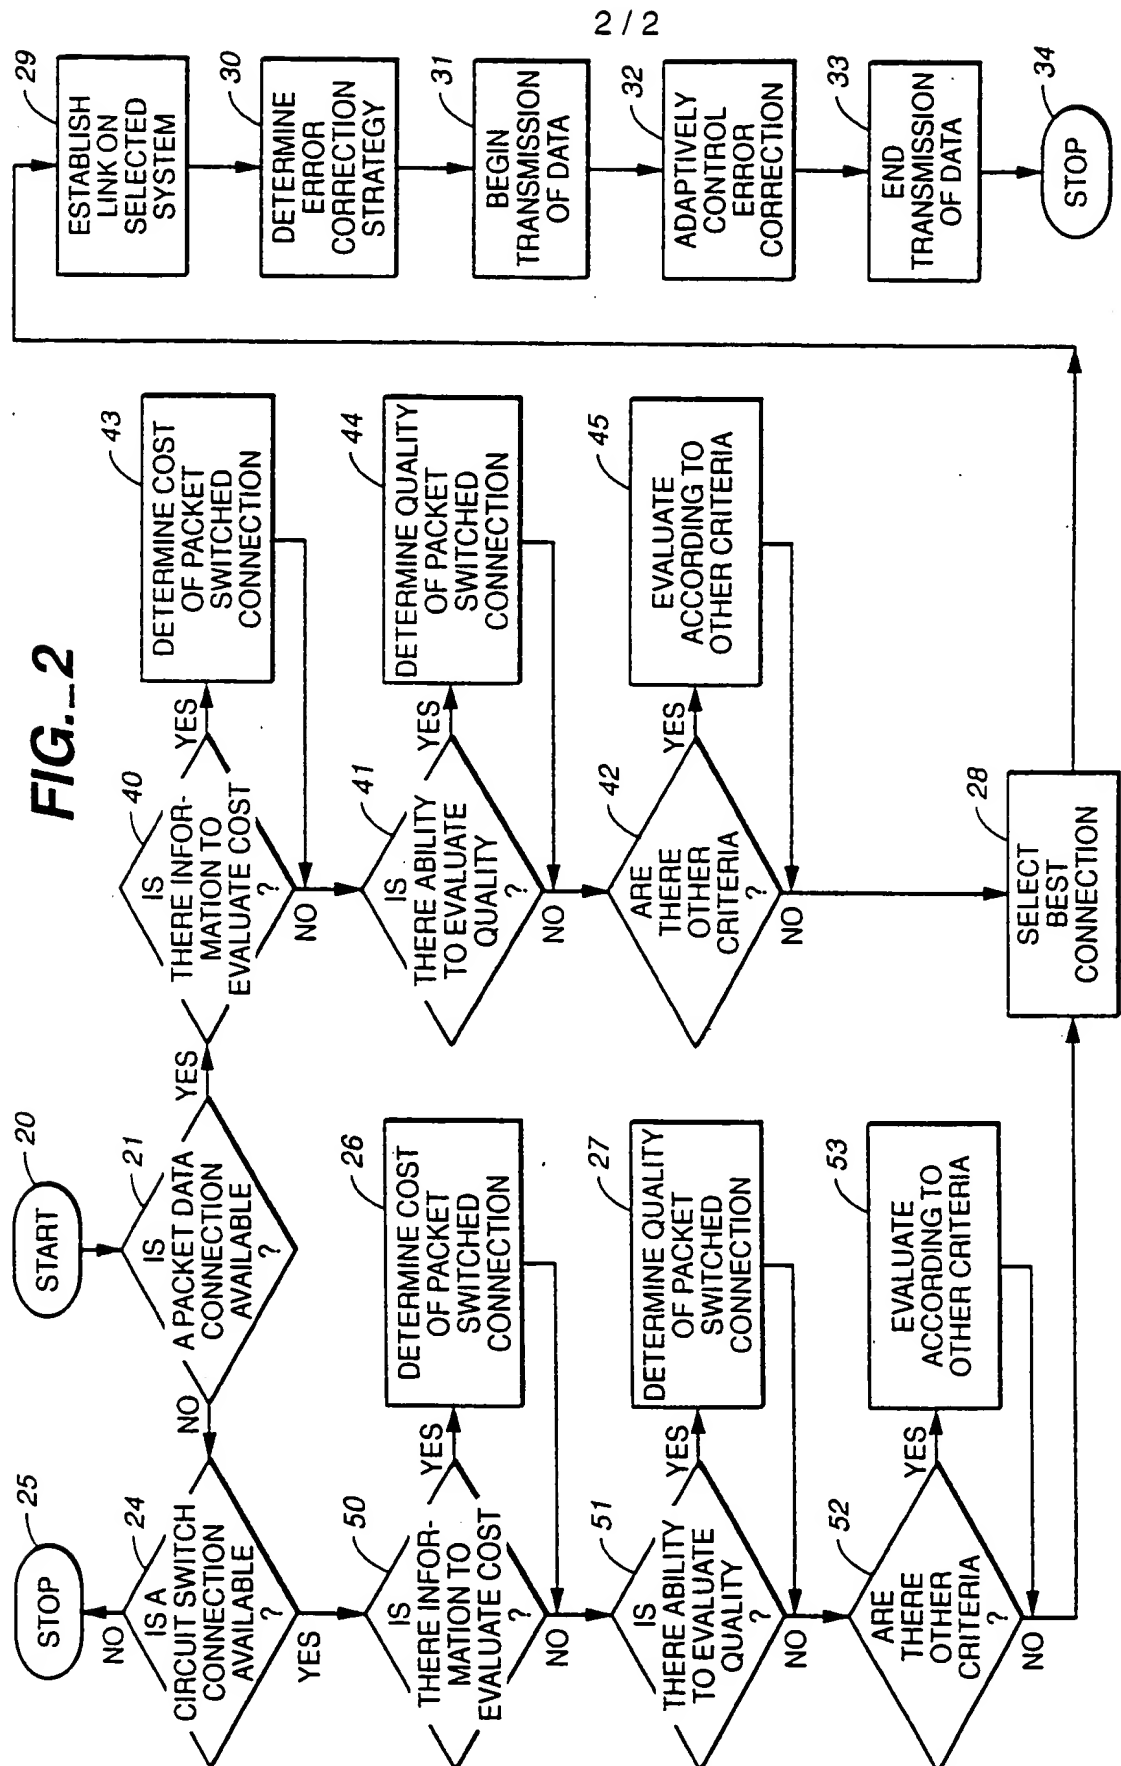 2 / 2
FIG._2
20
START
21
IS
A PACKET DATA
CONNECTION
AVAILABLE
?
YES
NO
25
STOP
NO
24
IS A
CIRCUIT SWITCH
CONNECTION
AVAILABLE
?
YES
50
IS
THERE INFOR-
MATION TO
EVALUATE COST
?
YES
NO
26
DETERMINE COST
OF PACKET
SWITCHED
CONNECTION
51
IS
THERE ABILITY
TO EVALUATE
QUALITY
?
YES
NO
27
DETERMINE QUALITY
OF PACKET
SWITCHED
CONNECTION
52
ARE
THERE
OTHER
CRITERIA
?
YES
NO
53
EVALUATE
ACCORDING TO
OTHER CRITERIA
40
IS
THERE INFOR-
MATION TO
EVALUATE COST
?
YES
NO
43
DETERMINE COST
OF PACKET
SWITCHED
CONNECTION
41
IS
THERE ABILITY
TO EVALUATE
QUALITY
?
YES
NO
44
DETERMINE QUALITY
OF PACKET
SWITCHED
CONNECTION
42
ARE
THERE
OTHER
CRITERIA
?
YES
NO
45
EVALUATE
ACCORDING TO
OTHER CRITERIA
28
SELECT
BEST
CONNECTION
29
ESTABLISH
LINK ON
SELECTED
SYSTEM
30
DETERMINE
ERROR
CORRECTION
STRATEGY
31
BEGIN
TRANSMISSION
OF DATA
32
ADAPTIVELY
CONTROL
ERROR
CORRECTION
33
END
TRANSMISSION
OF DATA
34
STOP